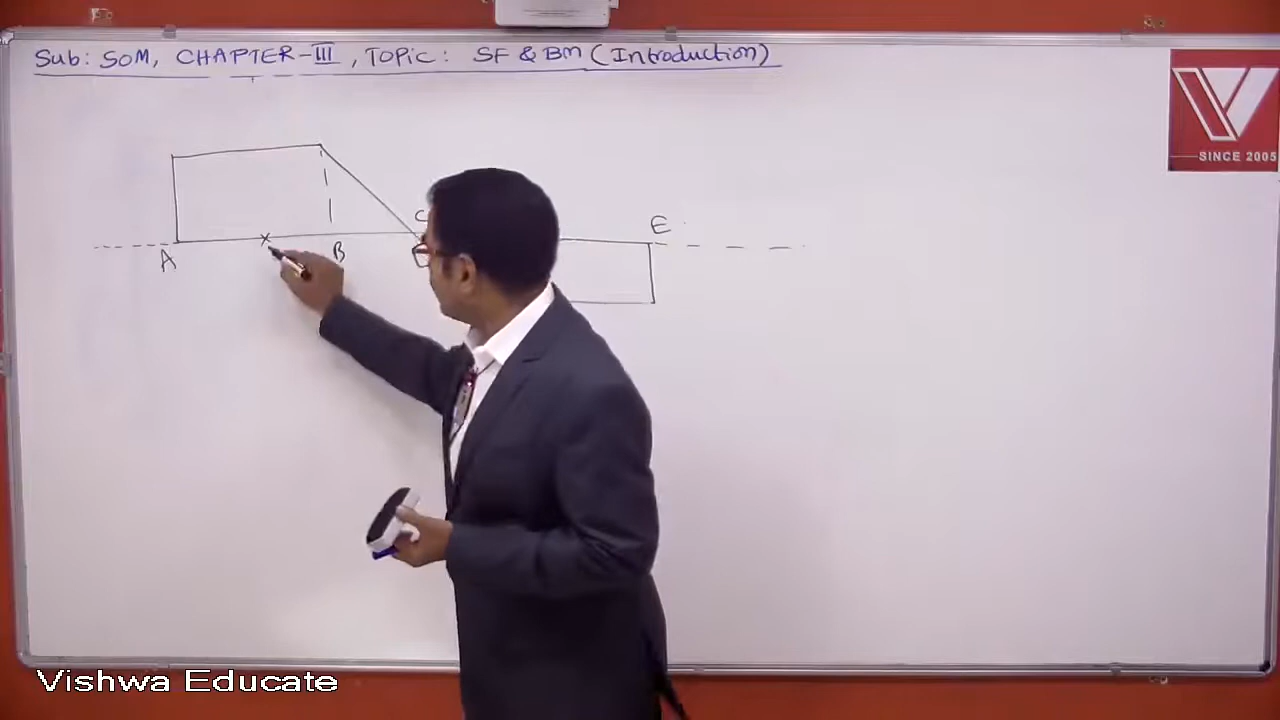 Sub: SOM, CHAPTER-III, TOPIC: SF & BM (Introduction)
SINCE 2005
C
E
A
B
Vishwa Educate